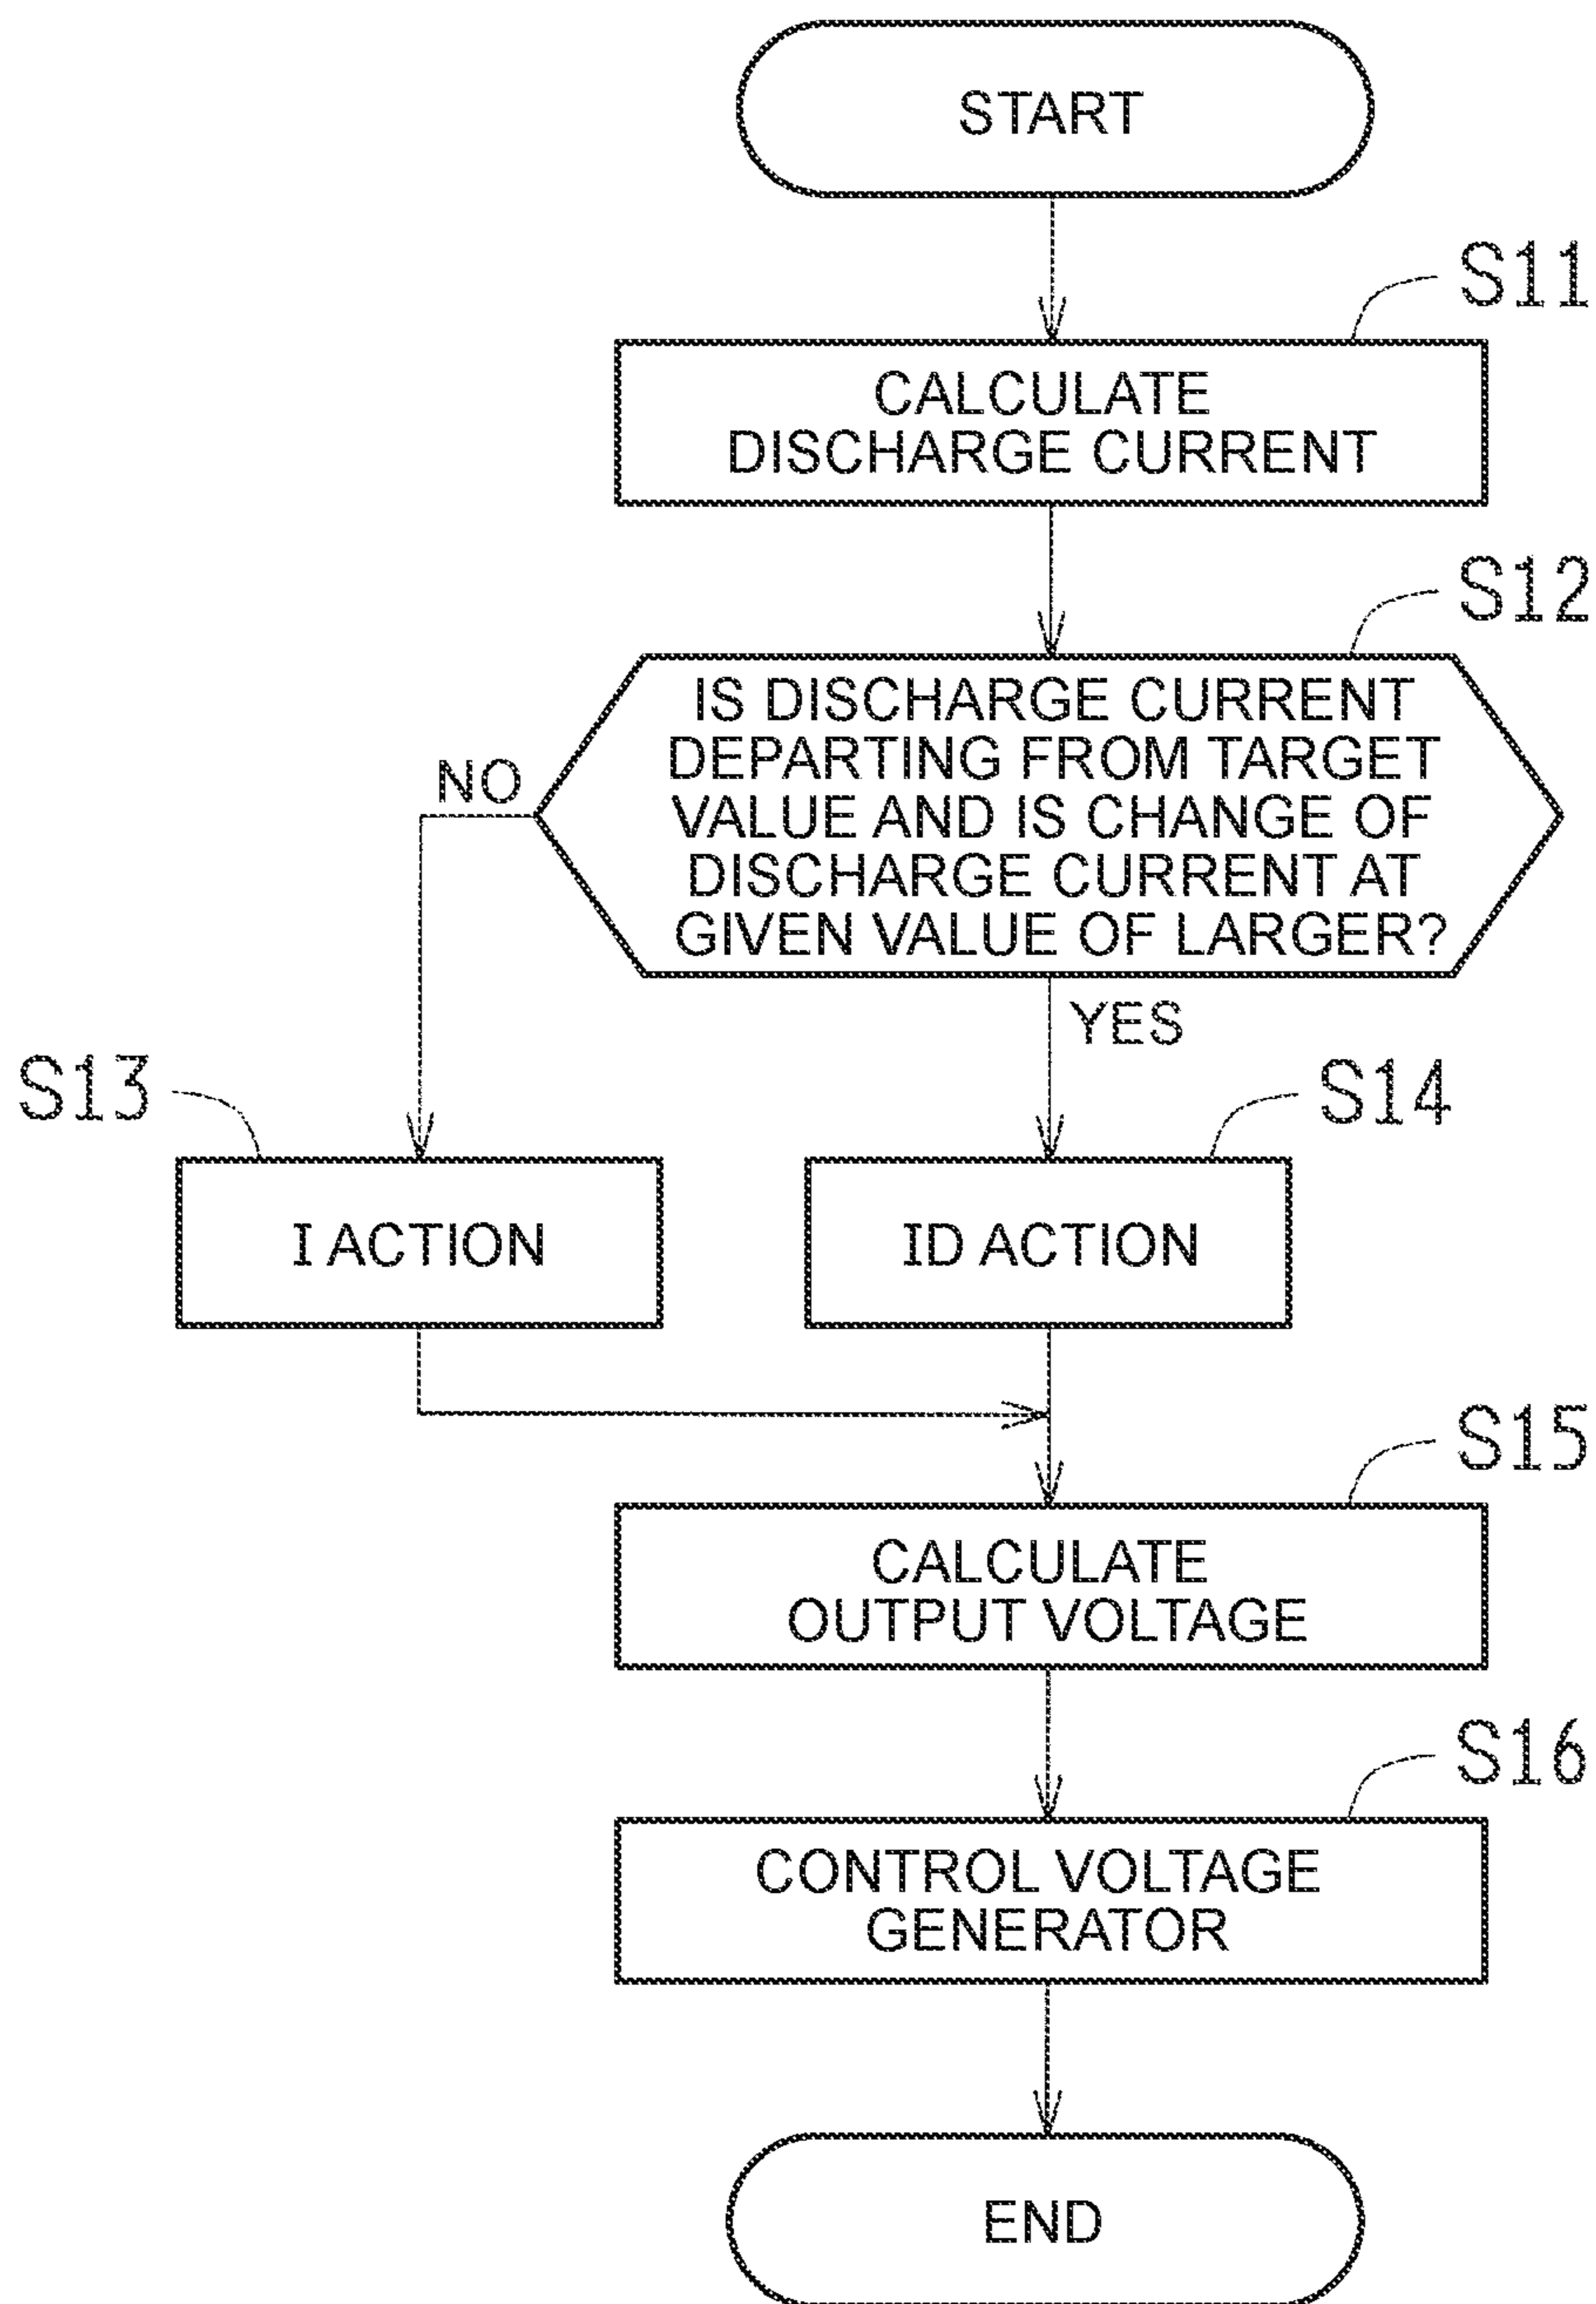 START
S11
CALCULATE
DISCHARGE CURRENT
S12
IS DISCHARGE CURRENT
DEPARTING FROM TARGET
VALUE AND IS CHANGE OF
DISCHARGE CURRENT AT
GIVEN VALUE OF LARGER?
NO
YES
S13
S14
I ACTION
ID ACTION
S15
CALCULATE
OUTPUT VOLTAGE
S16
CONTROL VOLTAGE
GENERATOR
END